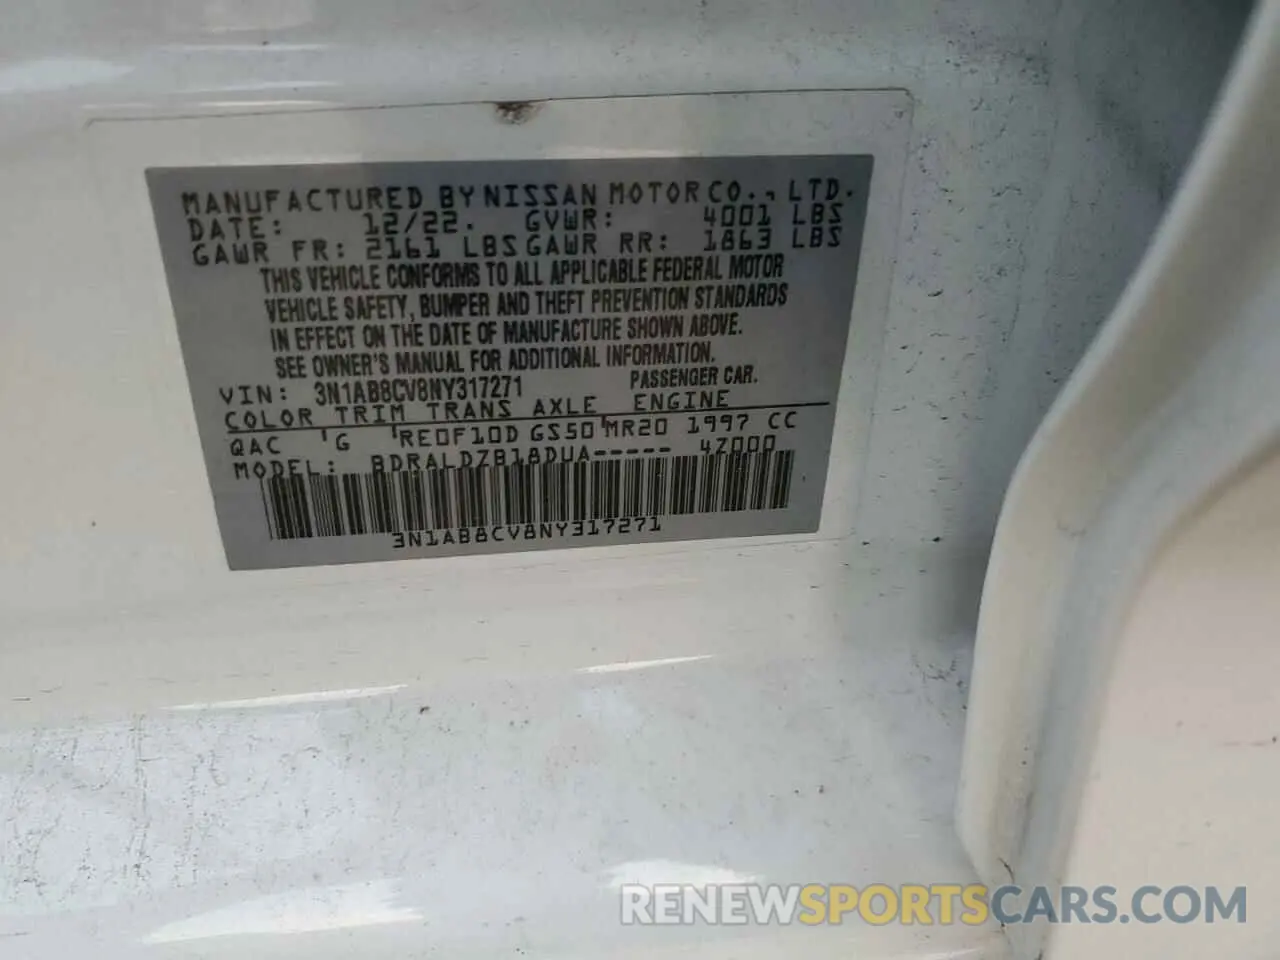 MANUFACTURED BY NISSAN MOTOR CO., LTD.
DATE: 12/22. GVWR: 4001 LBS
GAWR FR: 2161 LBS GAWR RR: 1863 LBS
THIS VEHICLE CONFORMS TO ALL APPLICABLE FEDERAL MOTOR
VEHICLE SAFETY, BUMPER AND THEFT PREVENTION STANDARDS
IN EFFECT ON THE DATE OF MANUFACTURE SHOWN ABOVE.
SEE OWNER'S MANUAL FOR ADDITIONAL INFORMATION.
VIN: 3N1AB8CV8NY317271 PASSENGER CAR.
COLOR TRIM TRANS AXLE ENGINE
QAC 'G 'RE0F10D GS50'MR20 1997 CC
MODEL: BDRALDZB18DUA----- 4Z000
3N1AB8CV8NY317271
RENEWSPORTSCARS.COM